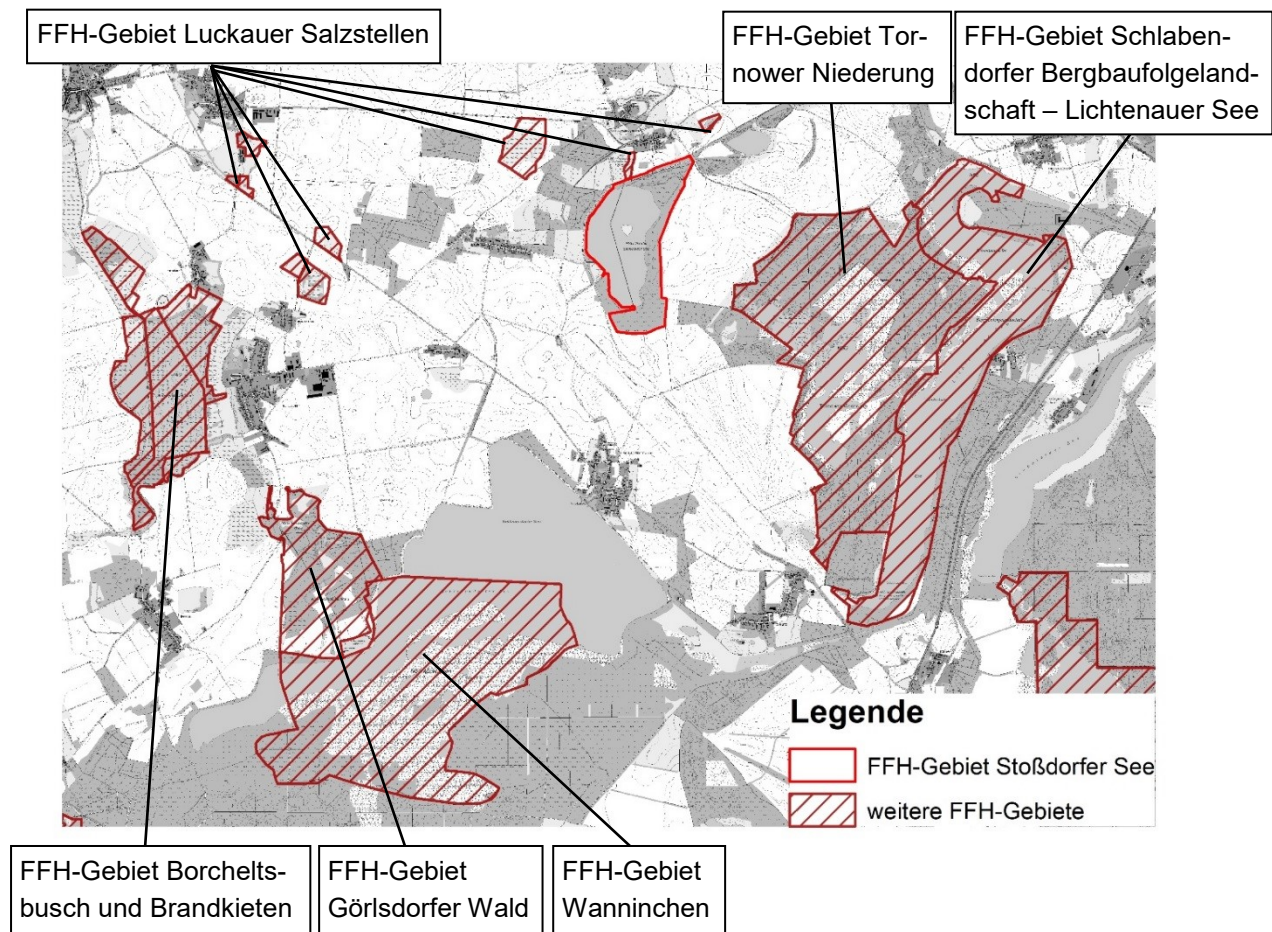 FFH-Gebiet Luckauer Salzstellen
FFH-Gebiet Tor-
nower Niederung
FFH-Gebiet Schlaben-
dorfer Bergbaufolgeland-
schaft – Lichtenauer See
Legende
FFH-Gebiet Stoßdorfer See
weitere FFH-Gebiete
FFH-Gebiet Borchelts-
busch und Brandkieten
FFH-Gebiet
Görlsdorfer Wald
FFH-Gebiet
Wanninchen